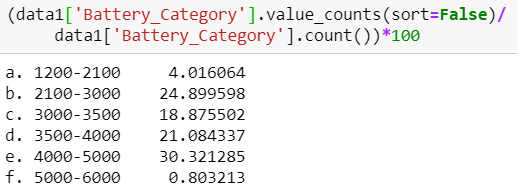 (data1['Battery_Category'].value_counts(sort=False)/
data1['Battery_Category'].count())*100
a. 1200-2100 4.016064
b. 2100-3000 24.899598
c. 3000-3500 18.875502
d. 3500-4000 21.084337
e. 4000-5000 30.321285
f. 5000-6000 0.803213